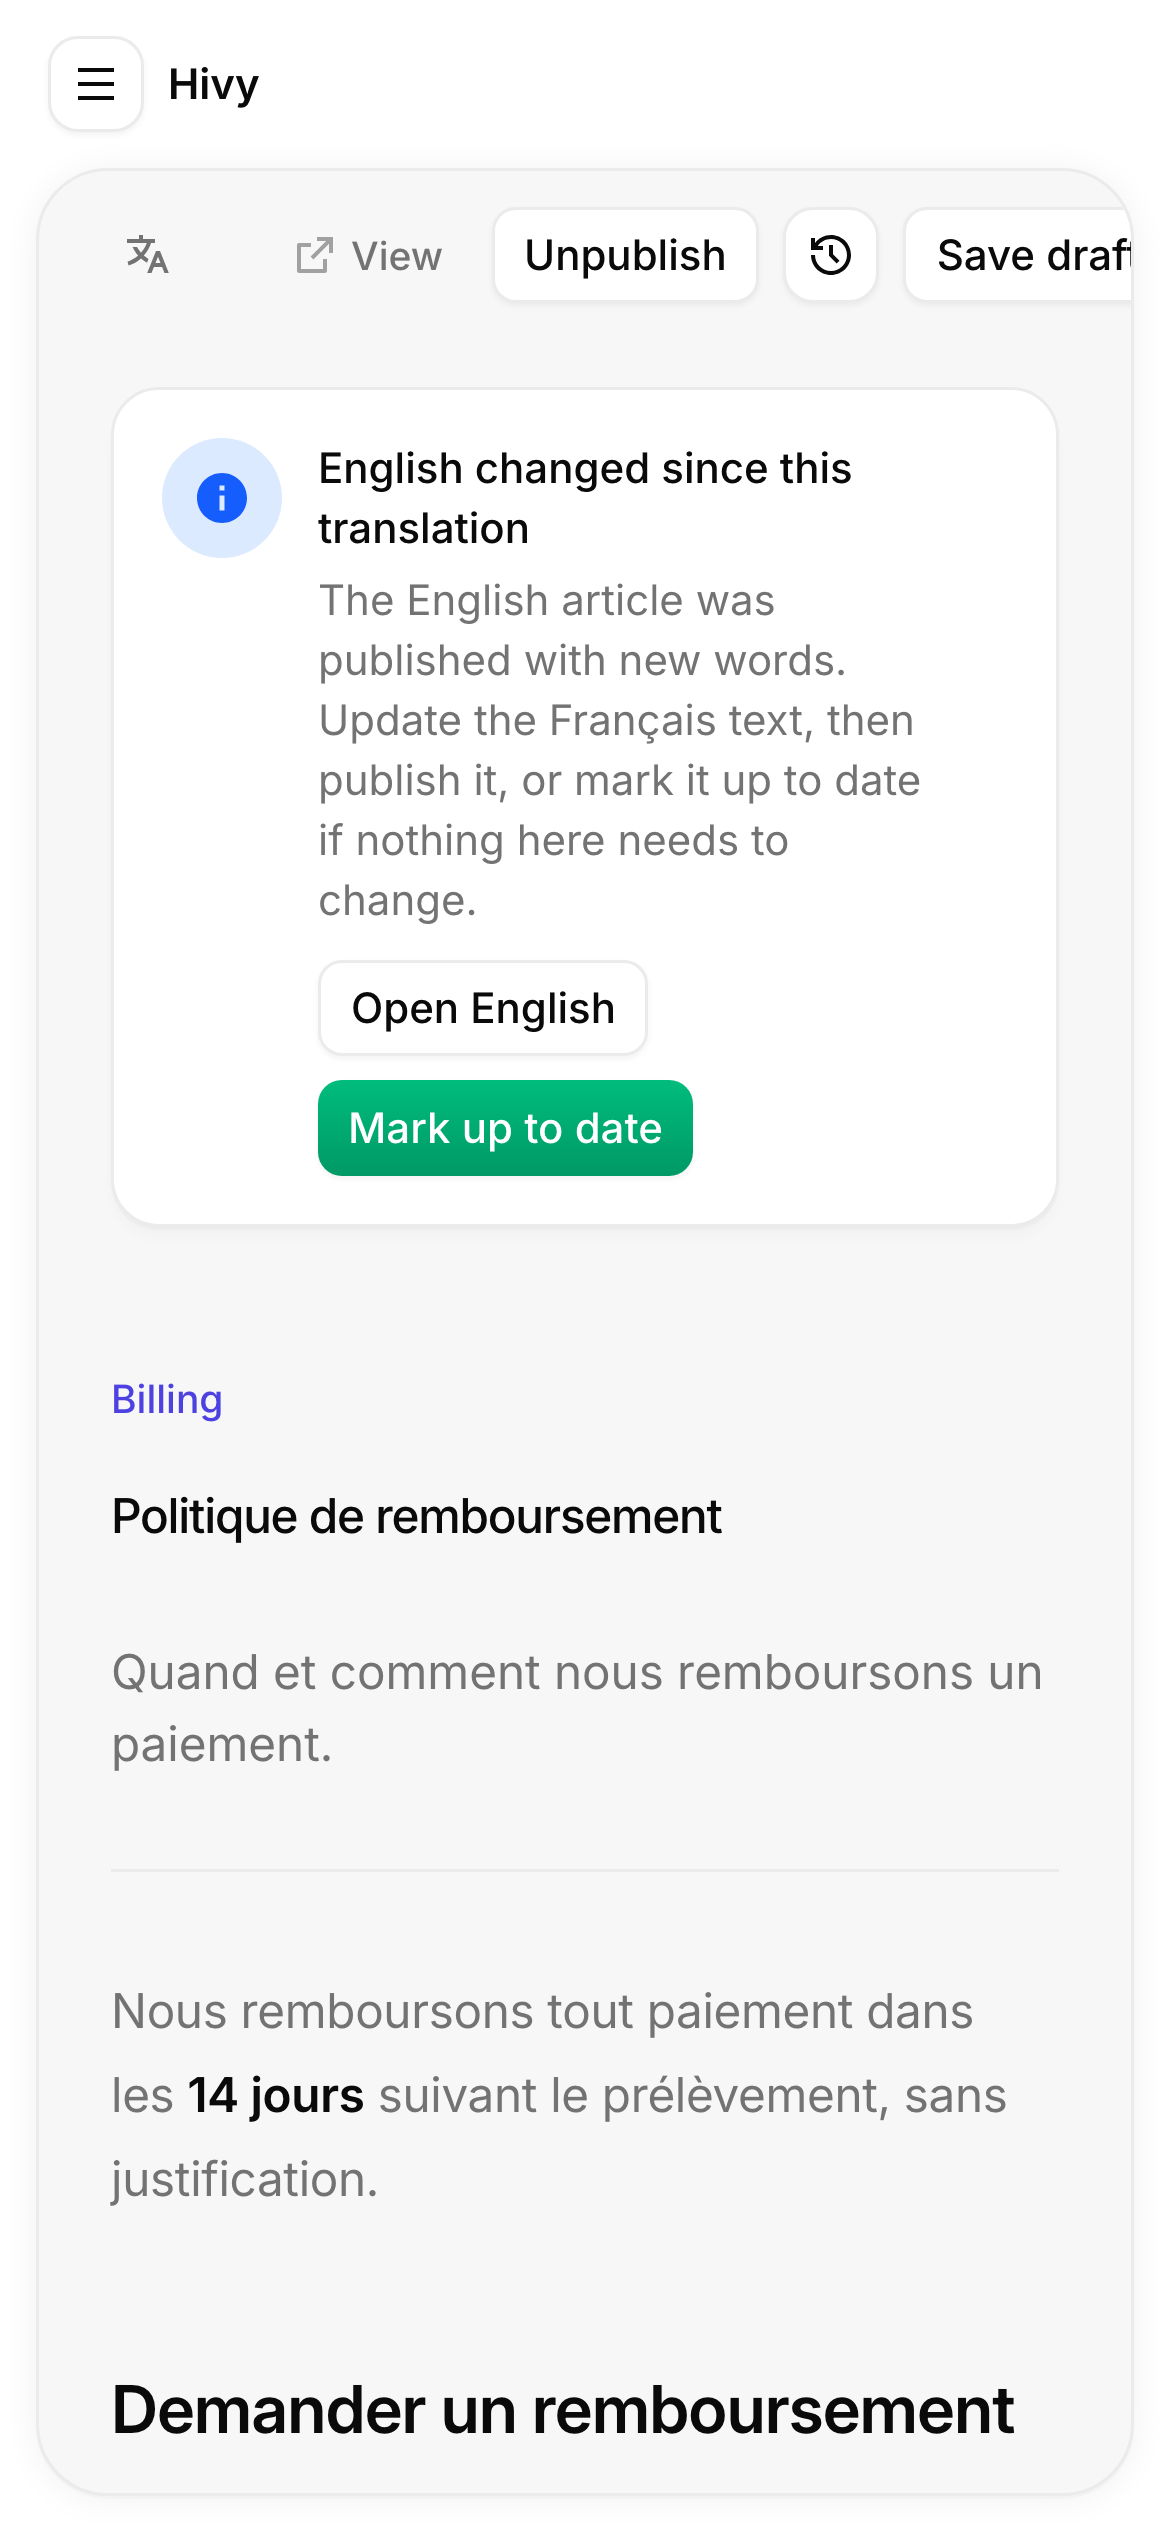 Hivy
View
Unpublish
Save draft
English changed since this
translation
The English article was
published with new words.
Update the Français text, then
publish it, or mark it up to date
if nothing here needs to
change.
Open English
Mark up to date
Billing
Politique de remboursement
Quand et comment nous remboursons un
paiement.
Nous remboursons tout paiement dans
les 14 jours suivant le prélèvement, sans
justification.
Demander un remboursement